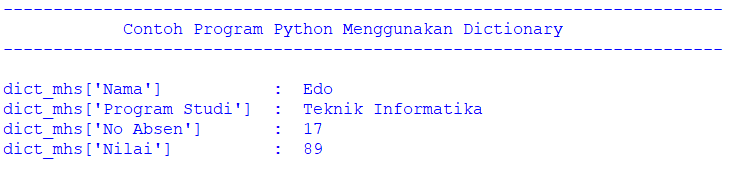 ------------------------------------------------------------------------
Contoh Program Python Menggunakan Dictionary
------------------------------------------------------------------------
dict_mhs['Nama'] : Edo
dict_mhs['Program Studi'] : Teknik Informatika
dict_mhs['No Absen'] : 17
dict_mhs['Nilai'] : 89